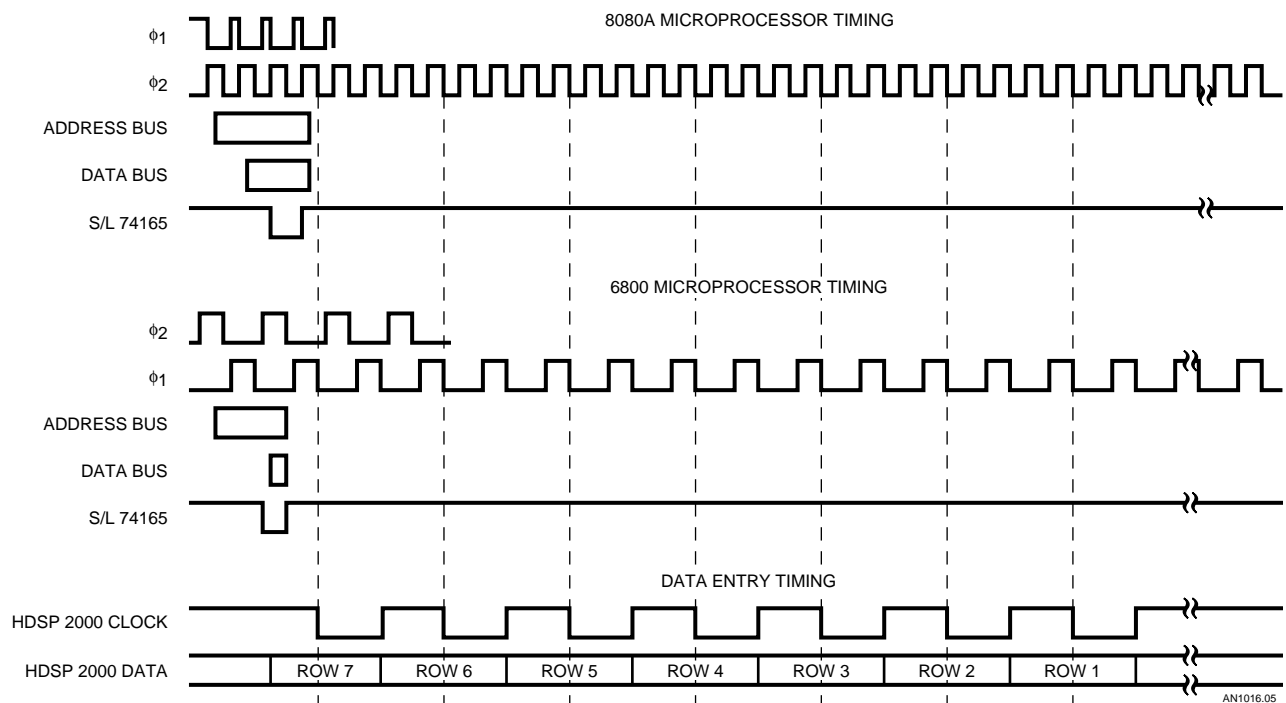 8080A MICROPROCESSOR TIMING
ϕ1
ϕ2
ADDRESS BUS
DATA BUS
S/L 74165
6800 MICROPROCESSOR TIMING
ϕ2
ϕ1
ADDRESS BUS
DATA BUS
S/L 74165
DATA ENTRY TIMING
HDSP 2000 CLOCK
HDSP 2000 DATA ROW 7 ROW 6 ROW 5 ROW 4 ROW 3 ROW 2 ROW 1
AN1016.05